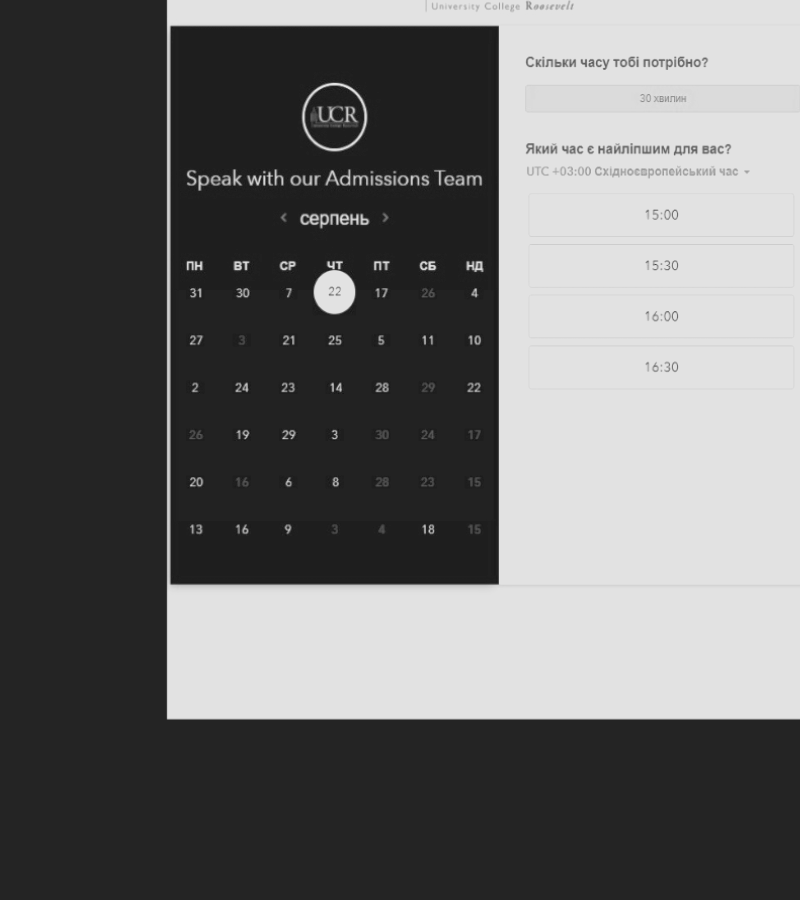 University College Roosevelt
UCR
Speak with our Admissions Team
< серпень >
ПН ВТ СР ЧТ ПТ СБ НД
31 30 7 22 17 26 4
27 3 21 25 5 11 10
2 24 23 14 28 29 22
26 19 29 3 30 24 17
20 16 6 8 28 23 15
13 16 9 3 4 18 15
Скільки часу тобі потрібно?
30 хвилин
Який час є найліпшим для вас?
UTC +03:00 Східноєвропейський час
15:00
15:30
16:00
16:30